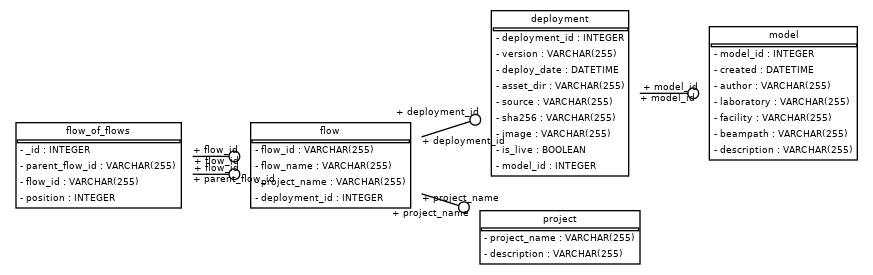 deployment
- deployment_id : INTEGER
- version : VARCHAR(255)
- deploy_date : DATETIME
- asset_dir : VARCHAR(255)
- source : VARCHAR(255)
- sha256 : VARCHAR(255)
- image : VARCHAR(255)
- is_live : BOOLEAN
- model_id : INTEGER
model
- model_id : INTEGER
- created : DATETIME
- author : VARCHAR(255)
- laboratory : VARCHAR(255)
- facility : VARCHAR(255)
- beampath : VARCHAR(255)
- description : VARCHAR(255)
+ model_id
+ model_id
flow_of_flows
- _id : INTEGER
- parent_flow_id : VARCHAR(255)
- flow_id : VARCHAR(255)
- position : INTEGER
+ flow_id
+ flow_id
+ flow_id
+ parent_flow_id
flow
- flow_id : VARCHAR(255)
- flow_name : VARCHAR(255)
- project_name : VARCHAR(255)
- deployment_id : INTEGER
+ deployment_id
+ deployment_id
+ project_name
+ project_name
project
- project_name : VARCHAR(255)
- description : VARCHAR(255)